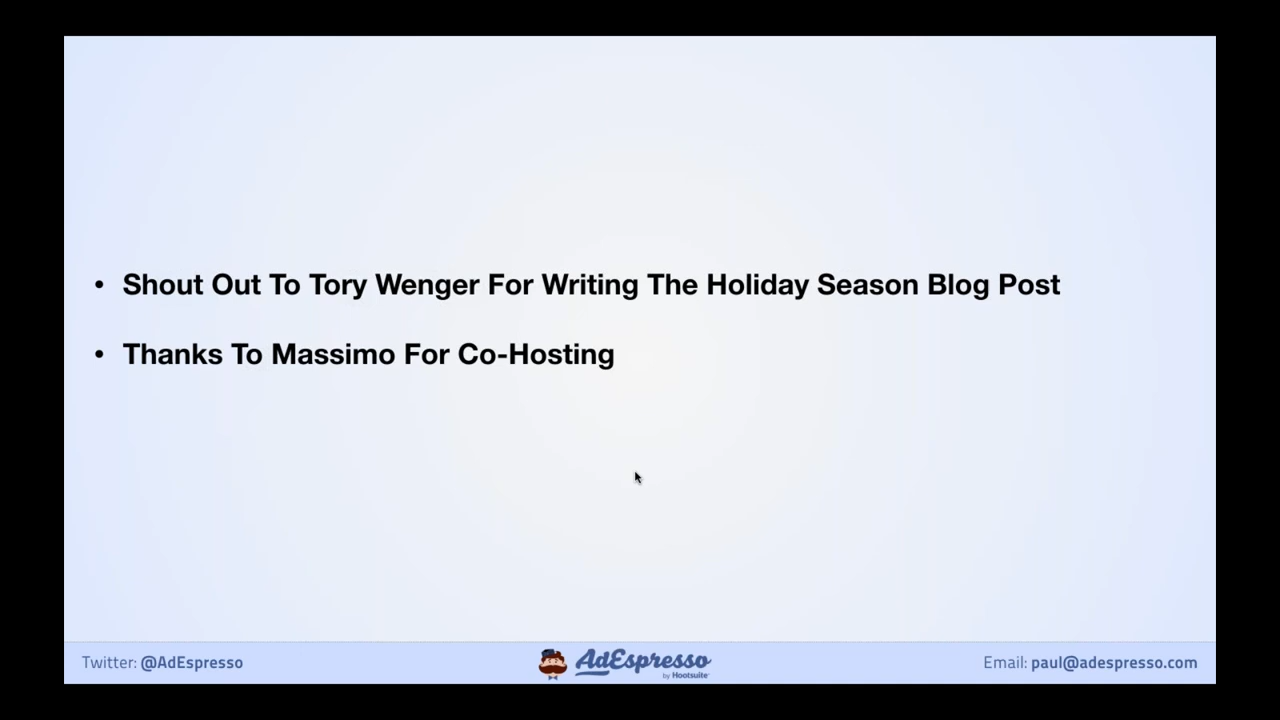 • Shout Out To Tory Wenger For Writing The Holiday Season Blog Post
• Thanks To Massimo For Co-Hosting
Twitter: @AdEspresso
AdEspresso
by Hootsuite
Email: paul@adespresso.com